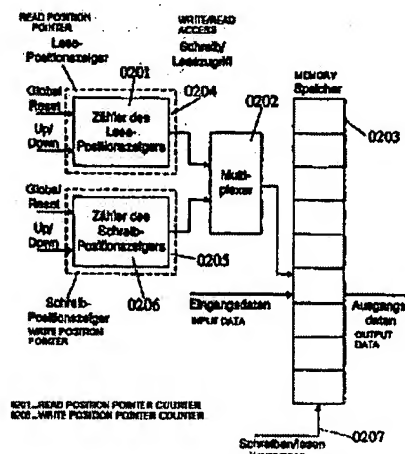 READ POSITION
POINTER
Lese-
Positionszeiger
WRITE/READ
ACCESS
Schreib/
Lesezugriff
0201
0204
0202
MEMORY
Speicher
0203
Global
Reset
Up/
Down
Zähler des
Lese-
Positionszeigers
Multi-
plexer
Global
Reset
Up/
Down
Zähler des
Schreib-
Positionszeigers
0205
0206
Schreib-
Positionszeiger
WRITE POSITION
POINTER
Eingangsdaten
INPUT DATA
Ausgangs
daten
OUTPUT
DATA
0201...READ POSITION POINTER COUNTER
0206...WRITE POSITION POINTER COUNTER
0207
Schreiben/lesen